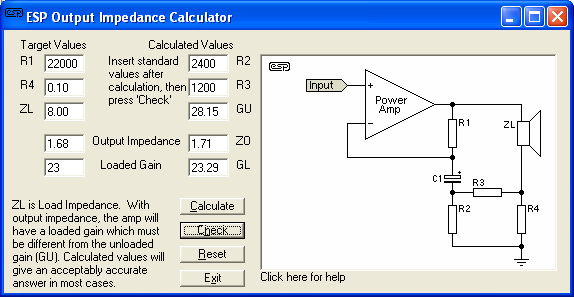 ESP Output Impedance Calculator
Target Values Calculated Values
R1 22000 Insert standard 2400 R2
values after
R4 0.10 calculation, then 1200 R3
press 'Check'
ZL 8.00 28.15 GU
1.68 Output Impedance 1.71 ZO
23 Loaded Gain 23.29 GL
ZL is Load Impedance. With
output impedance, the amp will
have a loaded gain which must
be different from the unloaded
gain (GU). Calculated values will
give an acceptably accurate
answer in most cases.
Calculate
Check
Reset
Exit
esp
Input
+
Power
Amp
−
R1
ZL
C1
+
R3
R2
R4
Click here for help